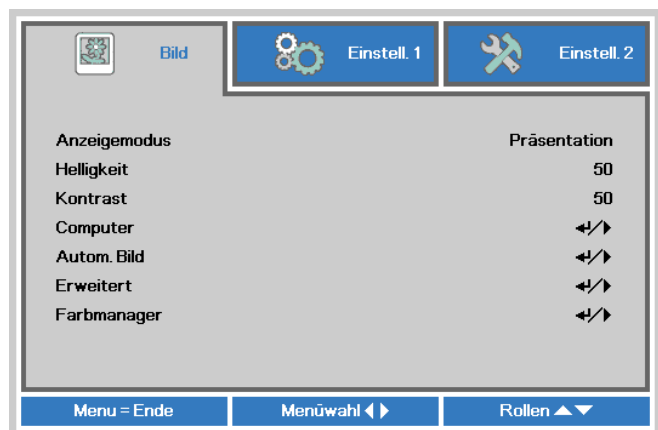 Bild Einstell. 1 Einstell. 2
Anzeigemodus Präsentation
Helligkeit 50
Kontrast 50
Computer ↵/▶
Autom. Bild ↵/▶
Erweitert ↵/▶
Farbmanager ↵/▶
Menu = Ende Menüwahl ◀▶ Rollen ▲▼